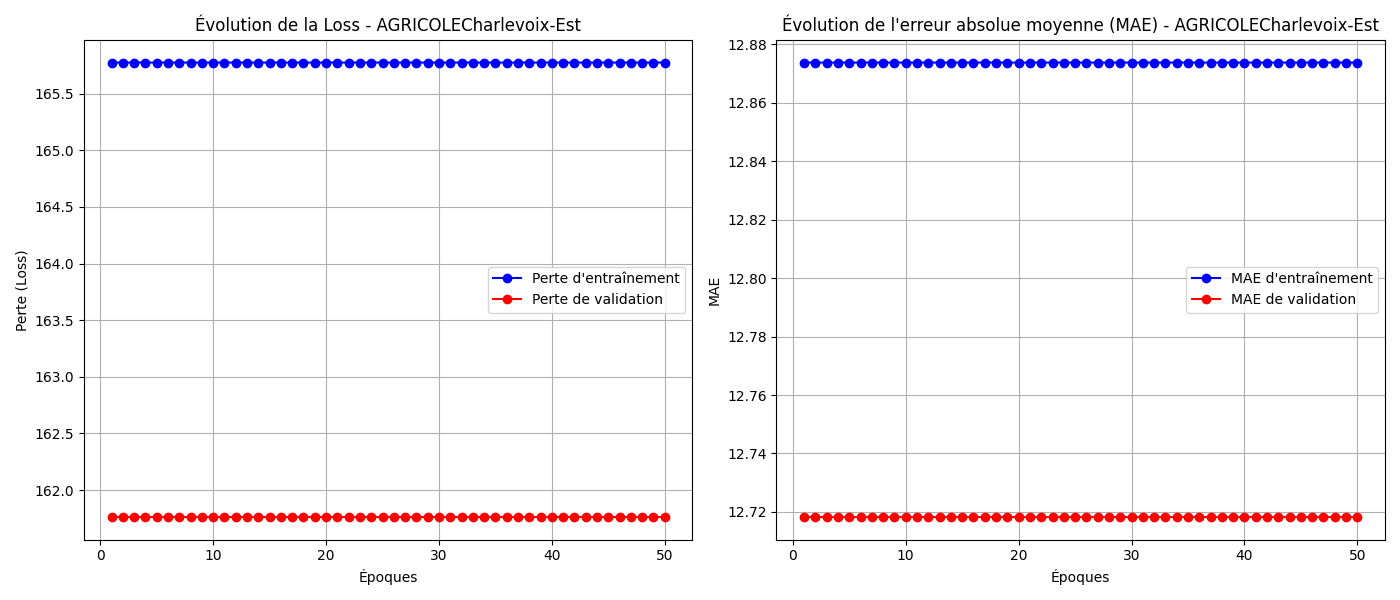 Évolution de la Loss - AGRICOLECharlevoix-Est
Perte (Loss)
165.5
165.0
164.5
164.0
163.5
163.0
162.5
162.0
Perte d'entraînement
Perte de validation
0 10 20 30 40 50
Époques
Évolution de l'erreur absolue moyenne (MAE) - AGRICOLECharlevoix-Est
MAE
12.88
12.86
12.84
12.82
12.80
12.78
12.76
12.74
12.72
MAE d'entraînement
MAE de validation
0 10 20 30 40 50
Époques